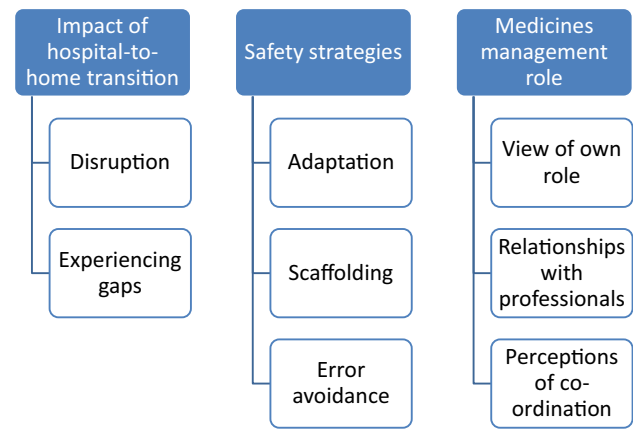 Impact of
hospital-to-
home transition
Disruption
Experiencing
gaps
Safety strategies
Adaptation
Scaffolding
Error
avoidance
Medicines
management
role
View of own
role
Relationships
with
professionals
Perceptions
of co-
ordination